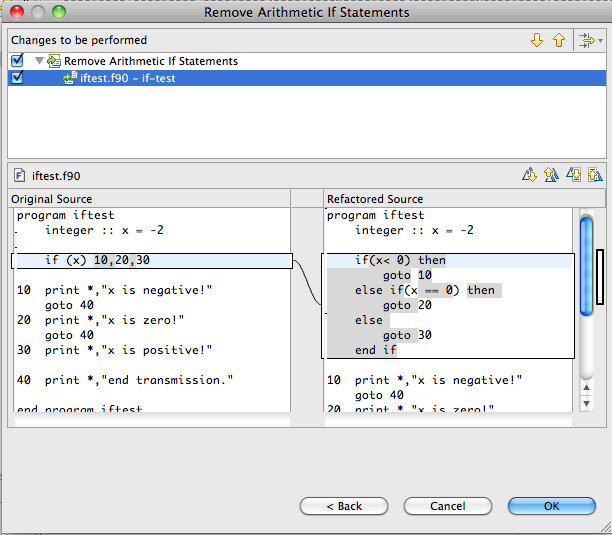 Remove Arithmetic If Statements
Changes to be performed
Remove Arithmetic If Statements
iftest.f90 - if-test
F iftest.f90
Original Source
program iftest
integer :: x = -2
if (x) 10,20,30
10 print *,"x is negative!"
goto 40
20 print *,"x is zero!"
goto 40
30 print *,"x is positive!"
40 print *,"end transmission."
end program iftest
Refactored Source
program iftest
integer :: x = -2
if(x< 0) then
goto 10
else if(x == 0) then
goto 20
else
goto 30
end if
10 print *,"x is negative!"
goto 40
20 print *,"x is zero!"
< Back
Cancel
OK